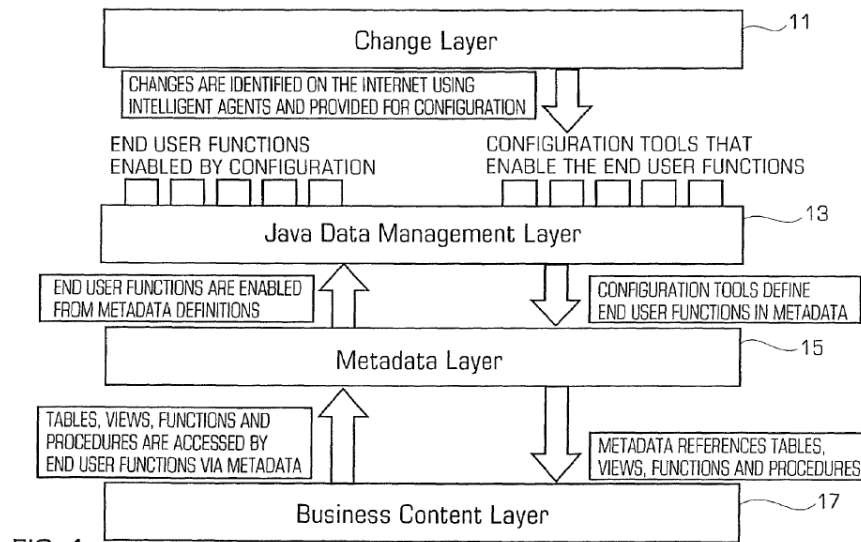 Change Layer
11
CHANGES ARE IDENTIFIED ON THE INTERNET USING
INTELLIGENT AGENTS AND PROVIDED FOR CONFIGURATION
END USER FUNCTIONS
ENABLED BY CONFIGURATION
CONFIGURATION TOOLS THAT
ENABLE THE END USER FUNCTIONS
Java Data Management Layer
13
END USER FUNCTIONS ARE ENABLED
FROM METADATA DEFINITIONS
CONFIGURATION TOOLS DEFINE
END USER FUNCTIONS IN METADATA
Metadata Layer
15
TABLES, VIEWS, FUNCTIONS AND
PROCEDURES ARE ACCESSED BY
END USER FUNCTIONS VIA METADATA
METADATA REFERENCES TABLES,
VIEWS, FUNCTIONS AND PROCEDURES
Business Content Layer
17